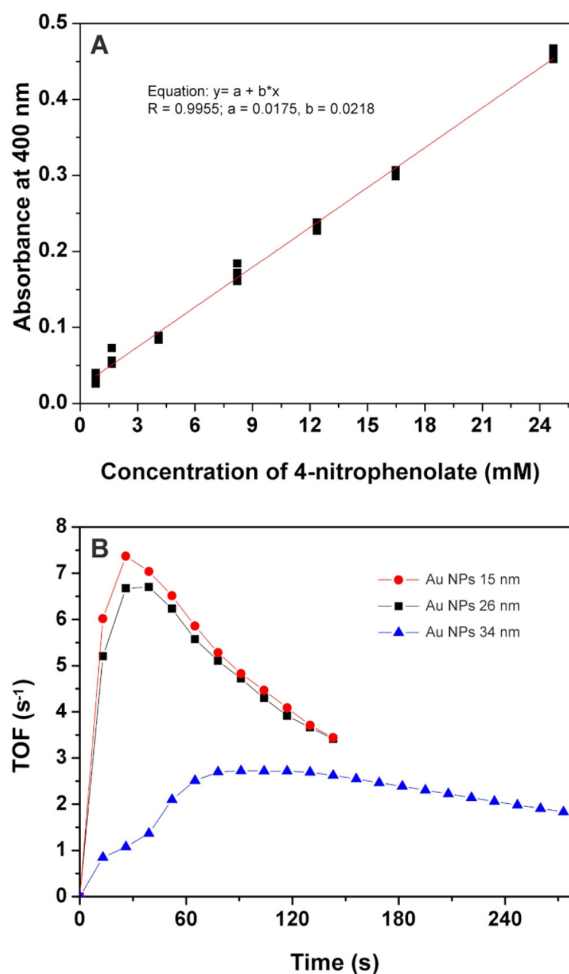 A
Equation: y= a + b*x
R = 0.9955; a = 0.0175, b = 0.0218
Absorbance at 400 nm
0.5
0.4
0.3
0.2
0.1
0.0
0 3 6 9 12 15 18 21 24
Concentration of 4-nitrophenolate (mM)
B
Au NPs 15 nm
Au NPs 26 nm
Au NPs 34 nm
TOF (s⁻¹)
8
7
6
5
4
3
2
1
0
0 60 120 180 240
Time (s)